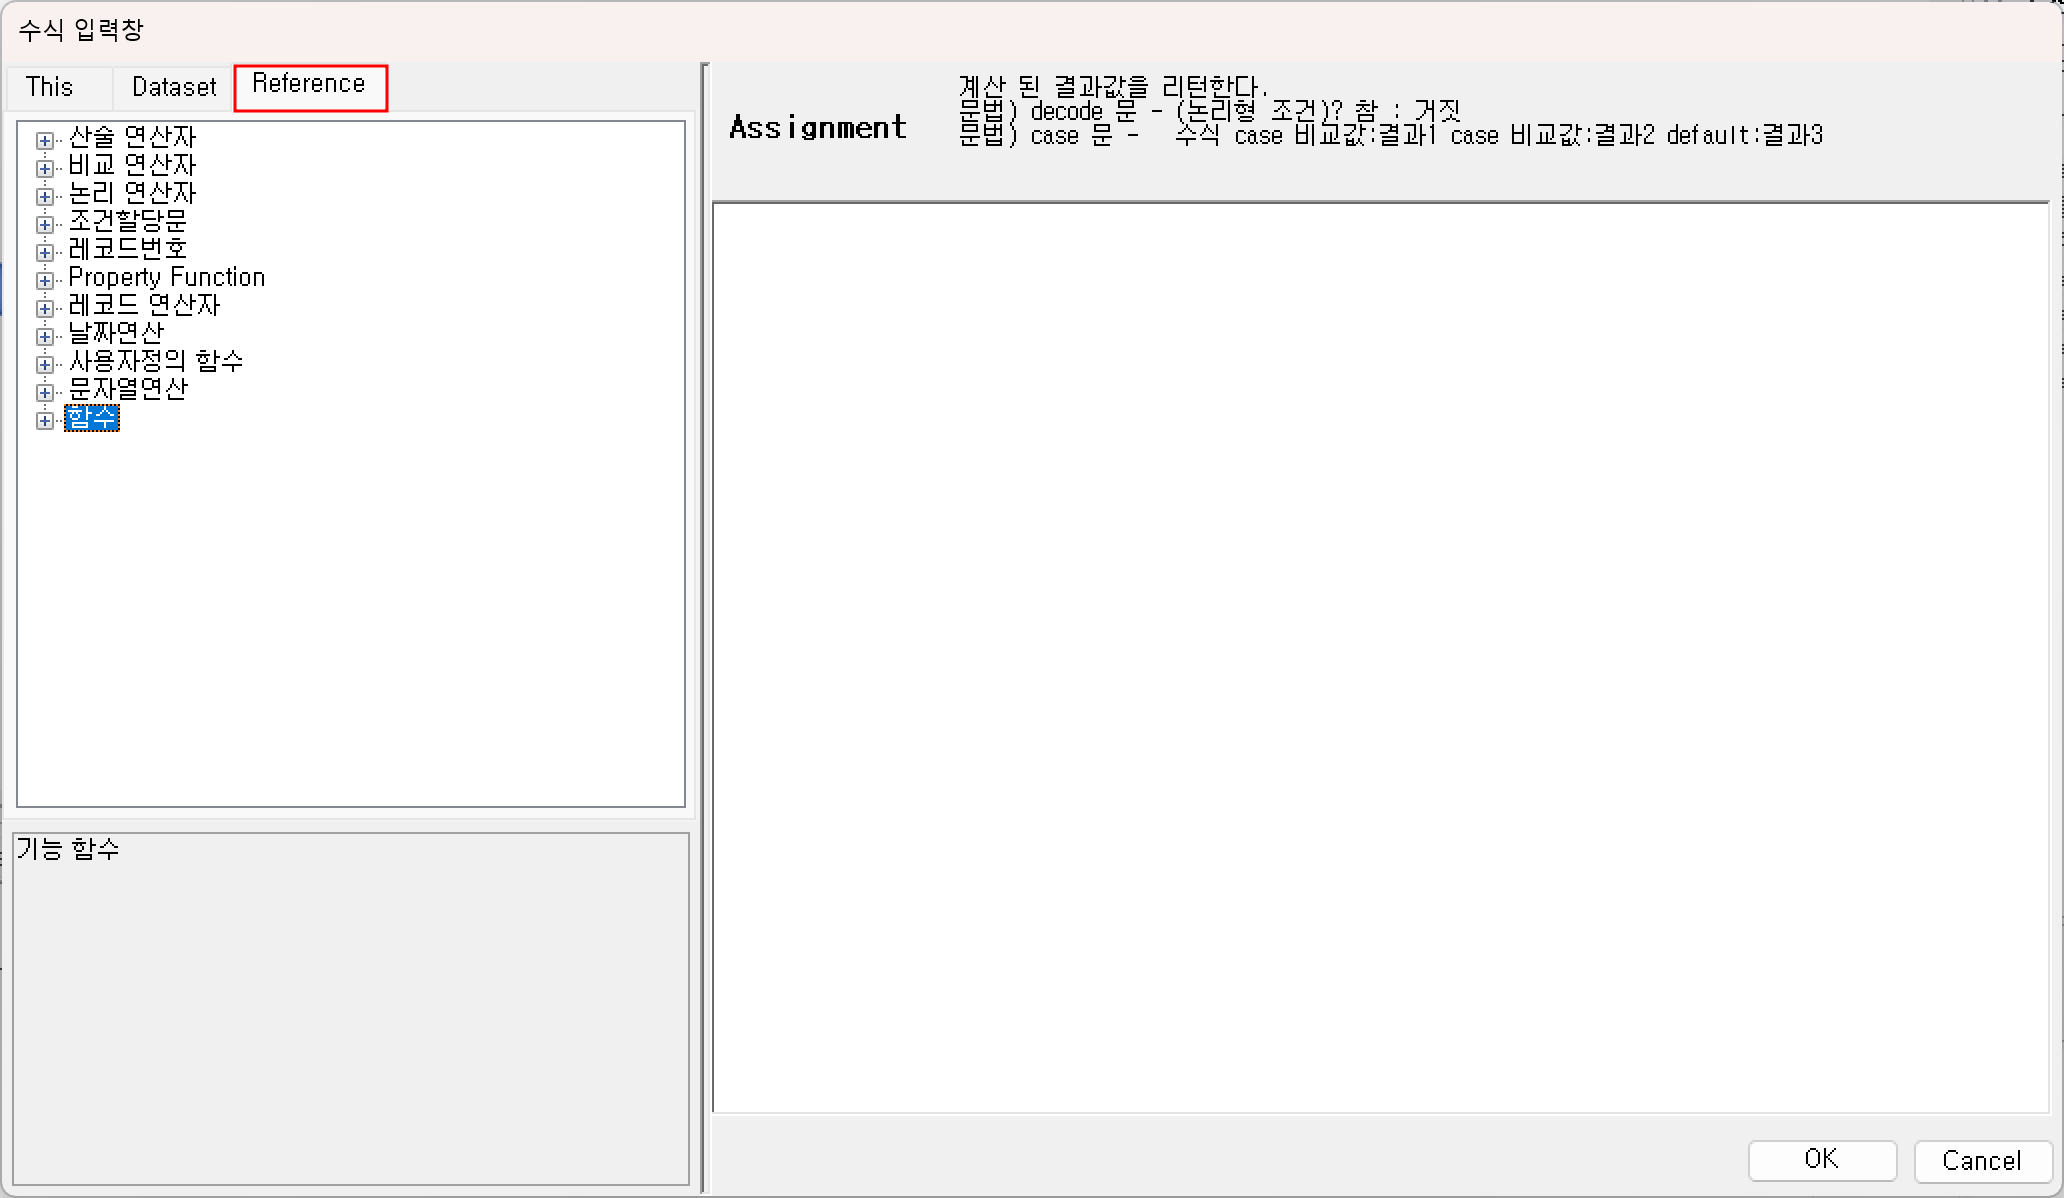 수식 입력창
This
Dataset
Reference
산술 연산자
비교 연산자
논리 연산자
조건할당문
레코드번호
Property Function
레코드 연산자
날짜연산
사용자정의 함수
문자열연산
함수
기능 함수
Assignment
계산 된 결과값을 리턴한다.
문법) decode 문 - (논리형 조건)? 참 : 거짓
문법) case 문 -   수식 case 비교값:결과1 case 비교값:결과2 default:결과3
OK
Cancel